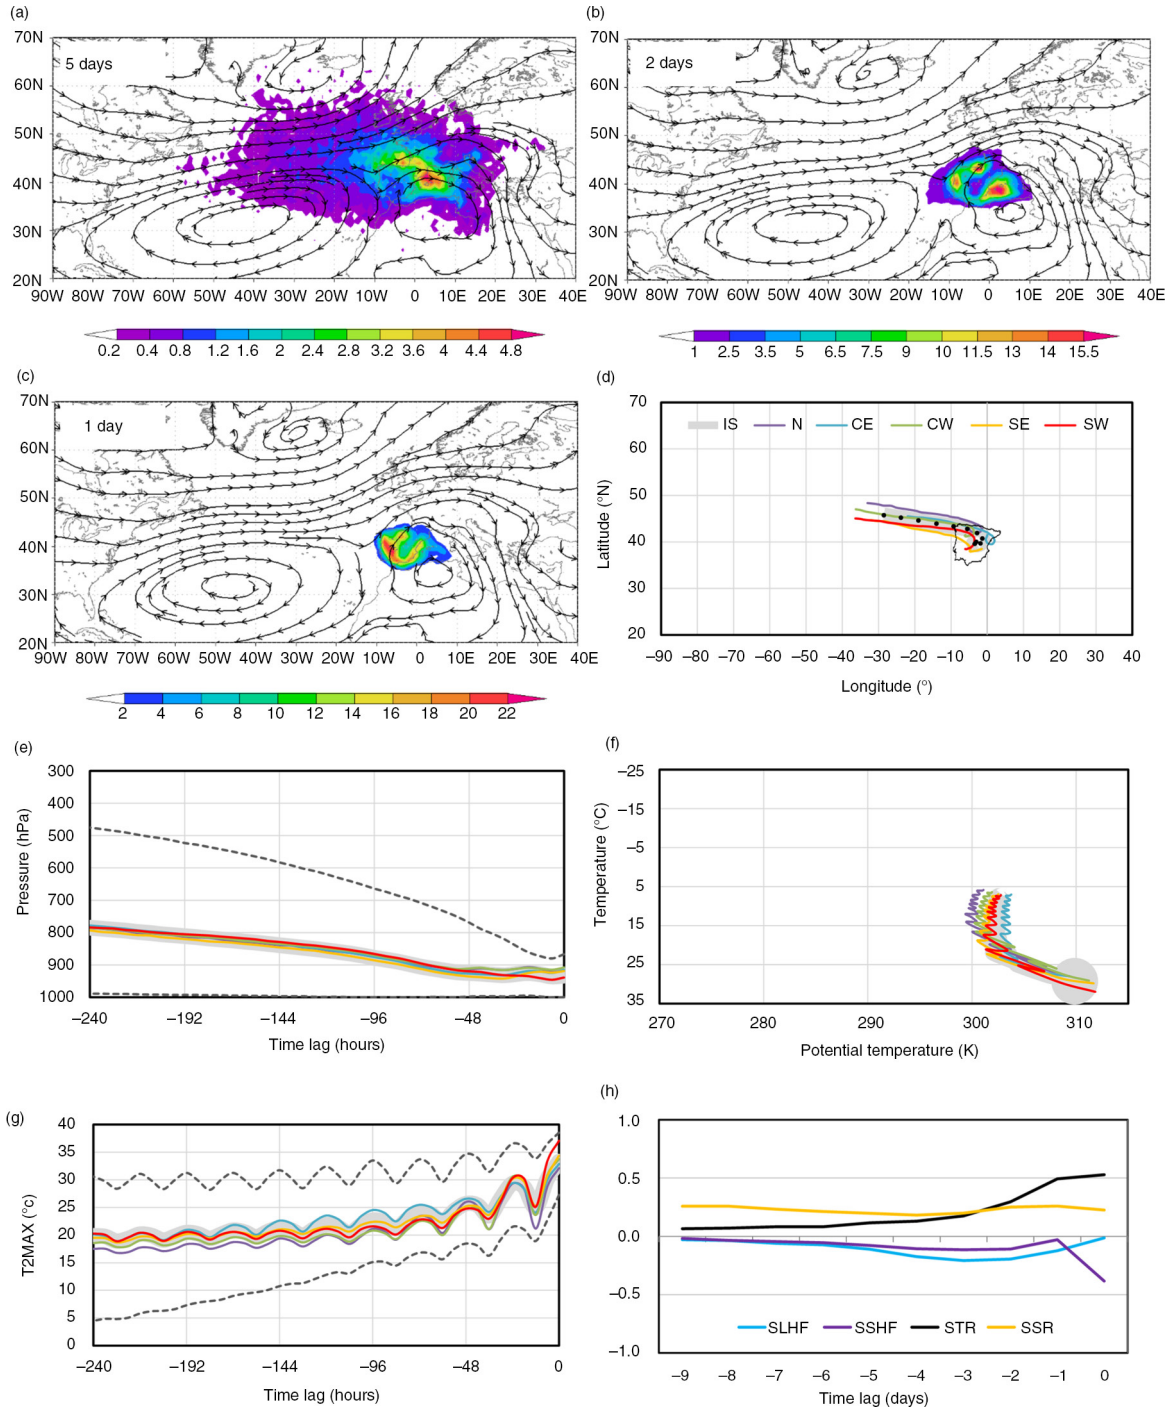 (a)
5 days
70N
60N
50N
40N
30N
20N
90W 80W 70W 60W 50W 40W 30W 20W 10W 0 10E 20E 30E 40E
0.2 0.4 0.8 1.2 1.6 2 2.4 2.8 3.2 3.6 4 4.4 4.8
(b)
2 days
70N
60N
50N
40N
30N
20N
90W 80W 70W 60W 50W 40W 30W 20W 10W 0 10E 20E 30E 40E
1 2.5 3.5 5 6.5 7.5 9 10 11.5 13 14 15.5
(c)
1 day
70N
60N
50N
40N
30N
20N
90W 80W 70W 60W 50W 40W 30W 20W 10W 0 10E 20E 30E 40E
2 4 6 8 10 12 14 16 18 20 22
(d)
IS N CE CW SE SW
Latitude (°N)
70
60
50
40
30
20
–90 –80 –70 –60 –50 –40 –30 –20 –10 0 10 20 30 40
Longitude (°)
(e)
Pressure (hPa)
300
400
500
600
700
800
900
1000
–240 –192 –144 –96 –48 0
Time lag (hours)
(f)
Temperature (°C)
–25
–15
–5
5
15
25
35
270 280 290 300 310
Potential temperature (K)
(g)
T2MAX (°c)
40
35
30
25
20
15
10
5
0
–240 –192 –144 –96 –48 0
Time lag (hours)
(h)
1.0
0.5
0.0
–0.5
–1.0
SLHF SSHF STR SSR
–9 –8 –7 –6 –5 –4 –3 –2 –1 0
Time lag (days)